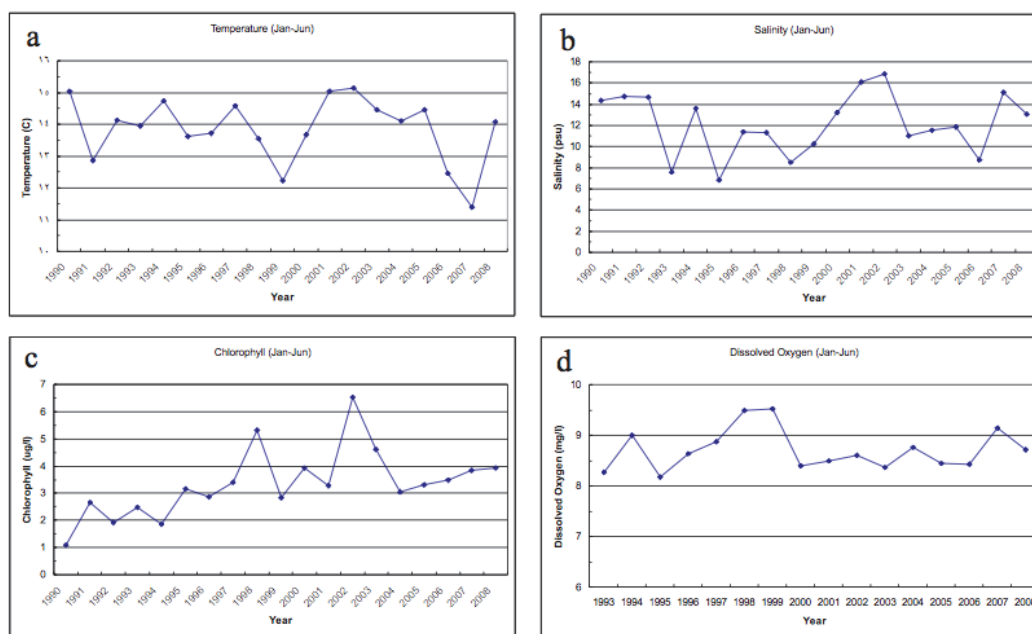 a
Temperature (Jan-Jun)
Temperature (C)
١٦
١٥
١٤
١٣
١٢
١١
١٠
1990 1991 1992 1993 1994 1995 1996 1997 1998 1999 2000 2001 2002 2003 2004 2005 2006 2007 2008
Year
b
Salinity (Jan-Jun)
Salinity (psu)
18
16
14
12
10
8
6
4
2
0
1990 1991 1992 1993 1994 1995 1996 1997 1998 1999 2000 2001 2002 2003 2004 2005 2006 2007 2008
Year
c
Chlorophyll (Jan-Jun)
Chlorophyll (ug/l)
7
6
5
4
3
2
1
0
1990 1991 1992 1993 1994 1995 1996 1997 1998 1999 2000 2001 2002 2003 2004 2005 2006 2007 2008
Year
d
Dissolved Oxygen (Jan-Jun)
Dissolved Oxygen (mg/l)
10
9
8
7
6
1993 1994 1995 1996 1997 1998 1999 2000 2001 2002 2003 2004 2005 2006 2007 2008
Year